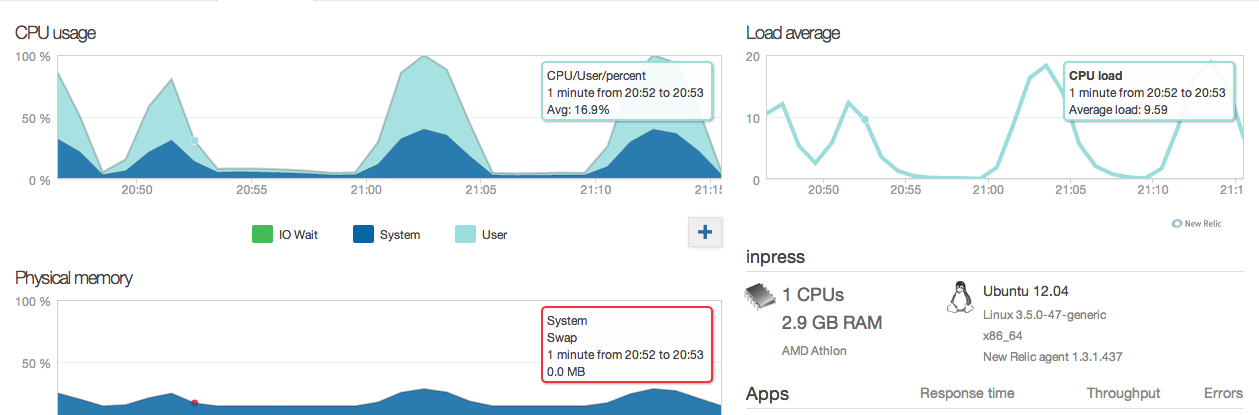 CPU usage
100 %
50 %
0 %
CPU/User/percent
1 minute from 20:52 to 20:53
Avg: 16.9%
20:50 20:55 21:00 21:05 21:10 21:15
IO Wait System User
+
Physical memory
100 %
50 %
System
Swap
1 minute from 20:52 to 20:53
0.0 MB
Load average
20
10
0
CPU load
1 minute from 20:52 to 20:53
Average load: 9.59
20:50 20:55 21:00 21:05 21:10 21:1
New Relic
inpress
1 CPUs
2.9 GB RAM
AMD Athlon
Ubuntu 12.04
Linux 3.5.0-47-generic
x86_64
New Relic agent 1.3.1.437
Apps Response time Throughput Errors